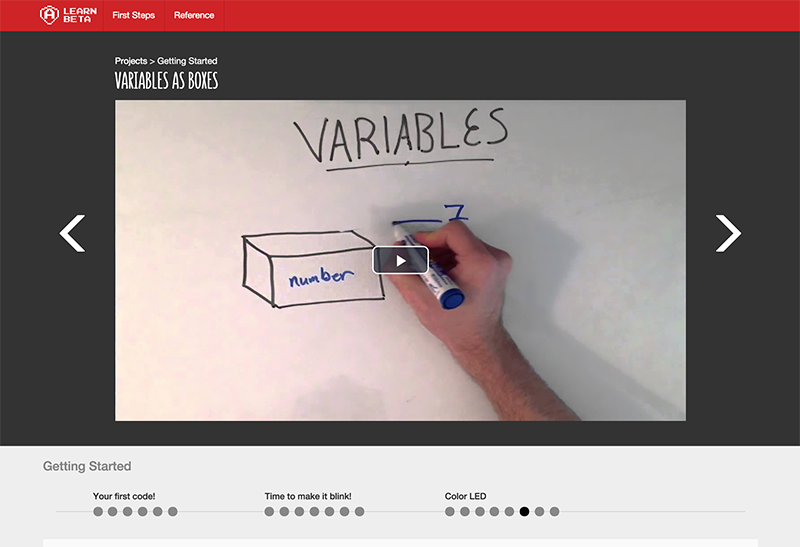 LEARN
BETA
First Steps
Reference
Projects > Getting Started
VARIABLES AS BOXES
VARIABLES
7
number
Getting Started
Your first code!
Time to make it blink!
Color LED